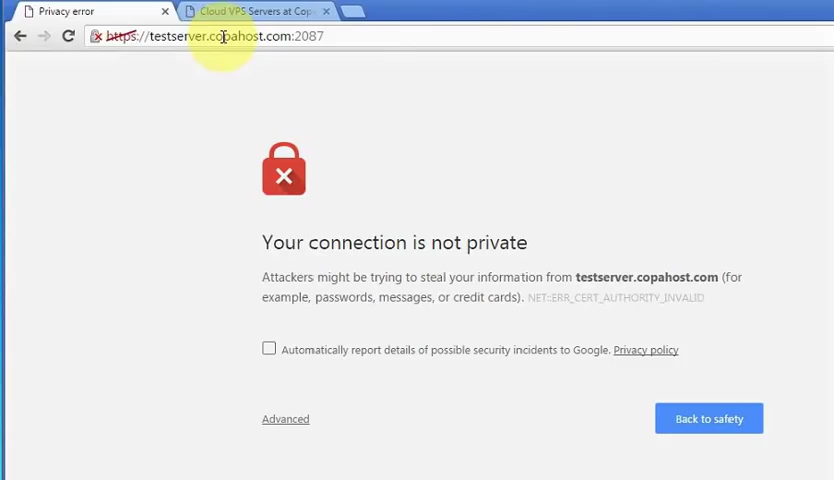 Privacy error
Cloud VPS Servers at Cop
https://testserver.copahost.com:2087
Your connection is not private
Attackers might be trying to steal your information from testserver.copahost.com (for
example, passwords, messages, or credit cards). NET::ERR_CERT_AUTHORITY_INVALID
Automatically report details of possible security incidents to Google. Privacy policy
Advanced
Back to safety